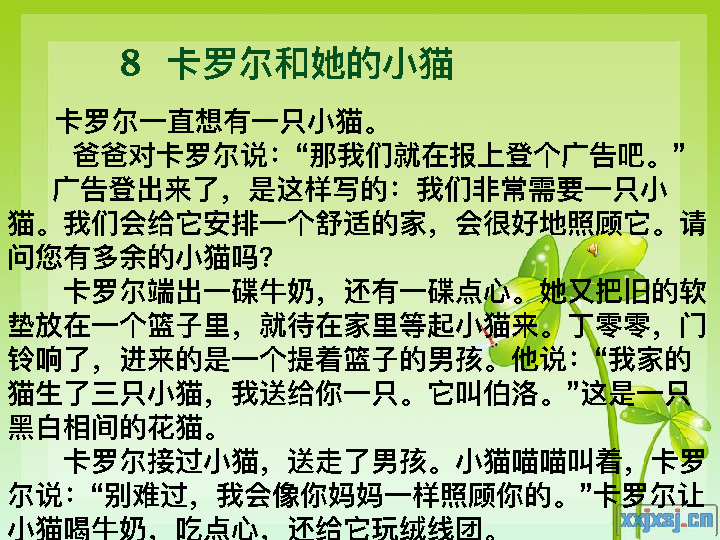 8 卡罗尔和她的小猫
卡罗尔一直想有一只小猫。
爸爸对卡罗尔说：“那我们就在报上登个广告吧。”
广告登出来了，是这样写的：我们非常需要一只小
猫。我们会给它安排一个舒适的家，会很好地照顾它。请
问您有多余的小猫吗？
卡罗尔端出一碟牛奶，还有一碟点心。她又把旧的软
垫放在一个篮子里，就待在家里等起小猫来。丁零零，门
铃响了，进来的是一个提着篮子的男孩。他说：“我家的
猫生了三只小猫，我送给你一只。它叫伯洛。”这是一只
黑白相间的花猫。
卡罗尔接过小猫，送走了男孩。小猫喵喵叫着，卡罗
尔说：“别难过，我会像你妈妈一样照顾你的。”卡罗尔让
小猫喝牛奶，吃点心，还给它玩绒线团。
xxjxsj.cn